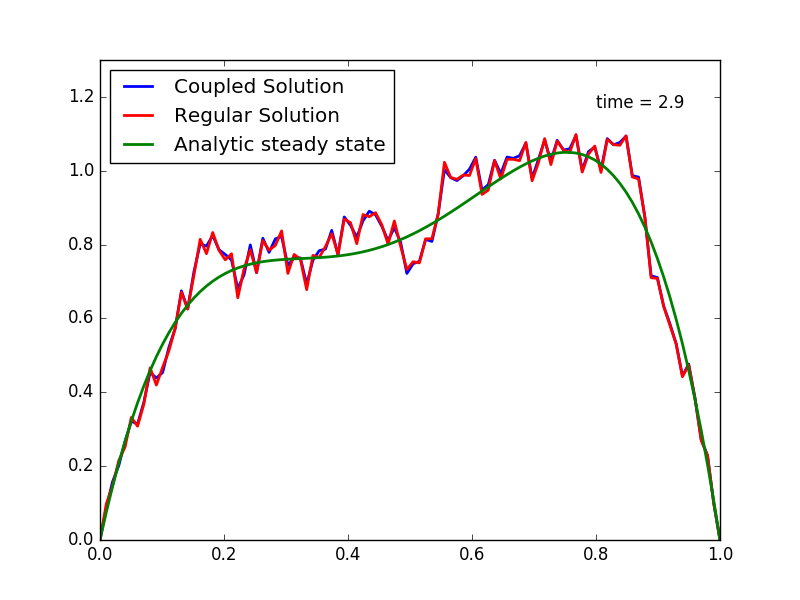 Coupled Solution
Regular Solution
Analytic steady state
time = 2.9
1.2
1.0
0.8
0.6
0.4
0.2
0.0
0.0 0.2 0.4 0.6 0.8 1.0